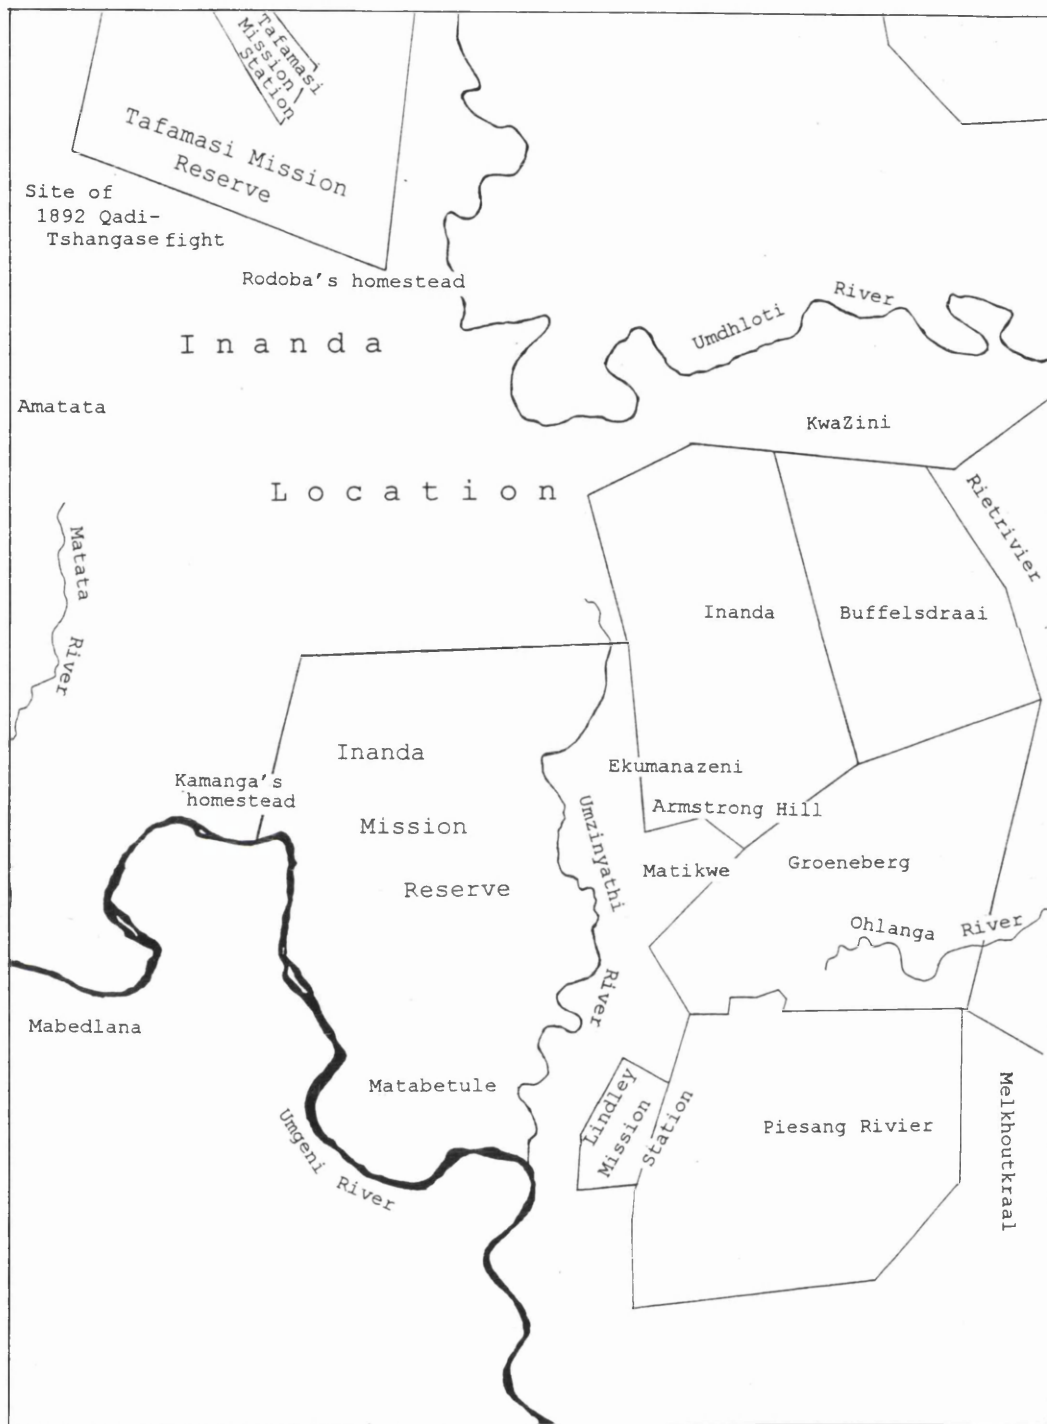 Tafamasi
Mission
Station
Tafamasi Mission
Reserve
Site of
1892 Qadi-
Tshangase fight
Rodoba's homestead
Umdhloti River
Inanda
Amatata
KwaZini
Location
Rietrivier
Matata River
Inanda
Buffelsdraai
Inanda
Ekumanazeni
Kamanga's
homestead
Armstrong Hill
Umzinyathi River
Mission
Matikwe
Groeneberg
Reserve
Ohlanga River
Mabedlana
Matabetule
Lindley
Mission
Station
Piesang Rivier
Melkhoutkraal
Umgeni River